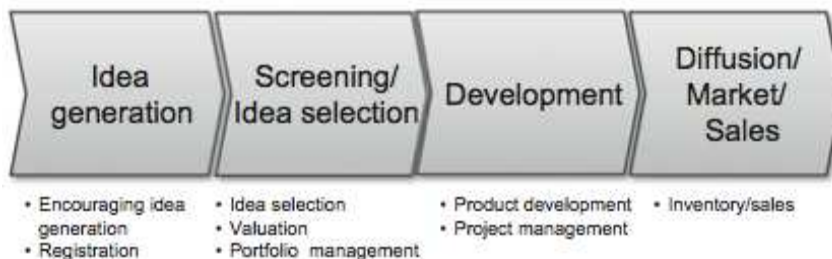 Idea
generation
Screening/
Idea selection
Development
Diffusion/
Market/
Sales
• Encouraging idea
generation
• Registration
• Idea selection
• Valuation
• Portfolio management
• Product development
• Project management
• Inventory/sales